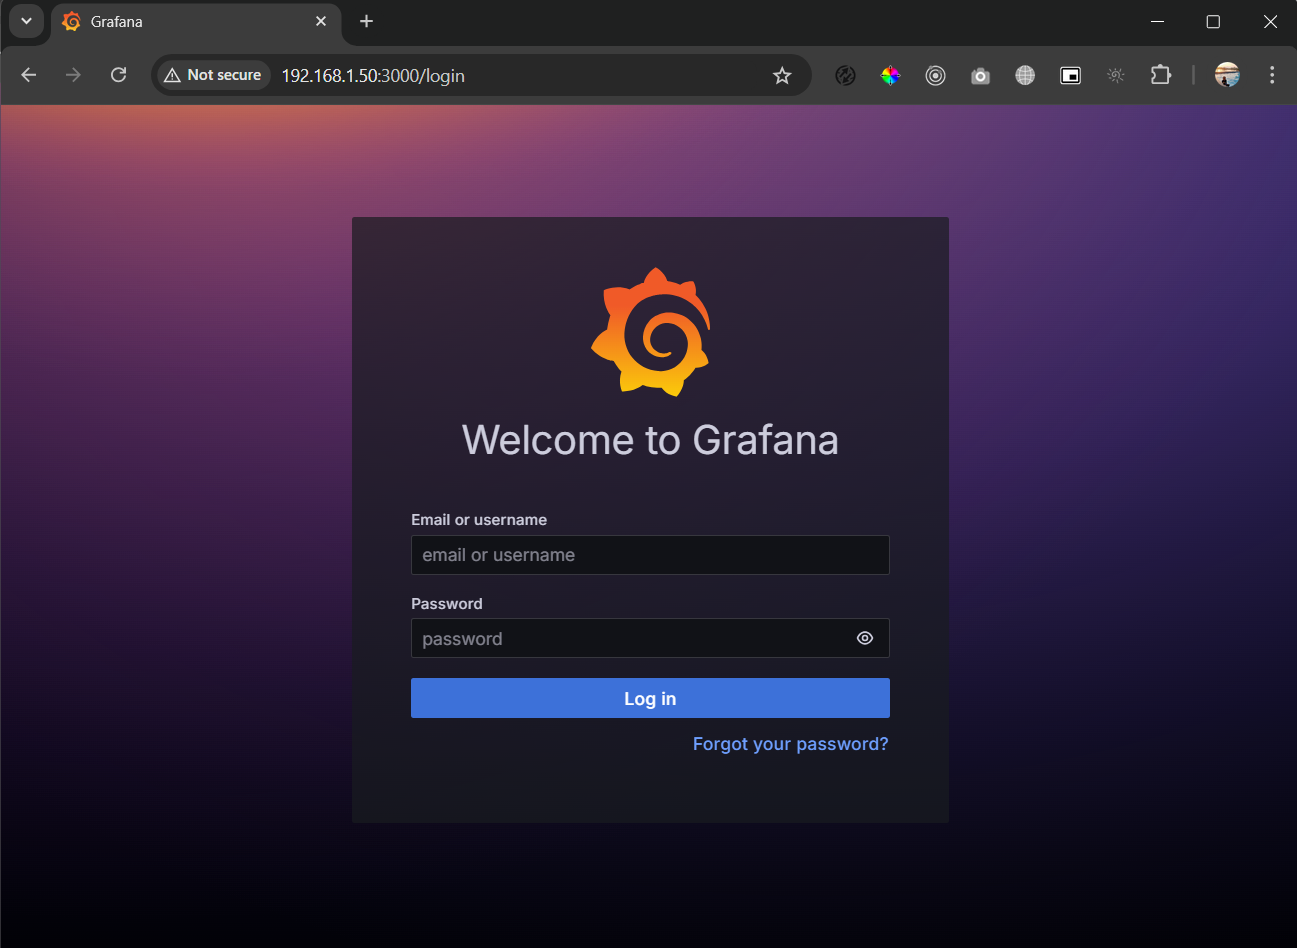 Grafana
Not secure
192.168.1.50:3000/login
Welcome to Grafana
Email or username
email or username
Password
password
Log in
Forgot your password?